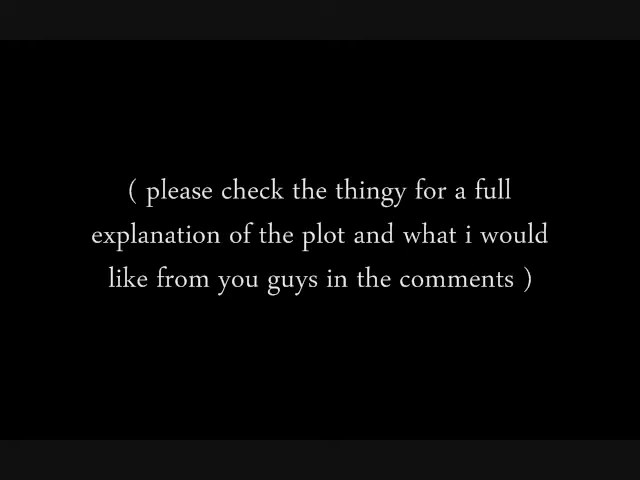 ( please check the thingy for a full
explanation of the plot and what i would
like from you guys in the comments )